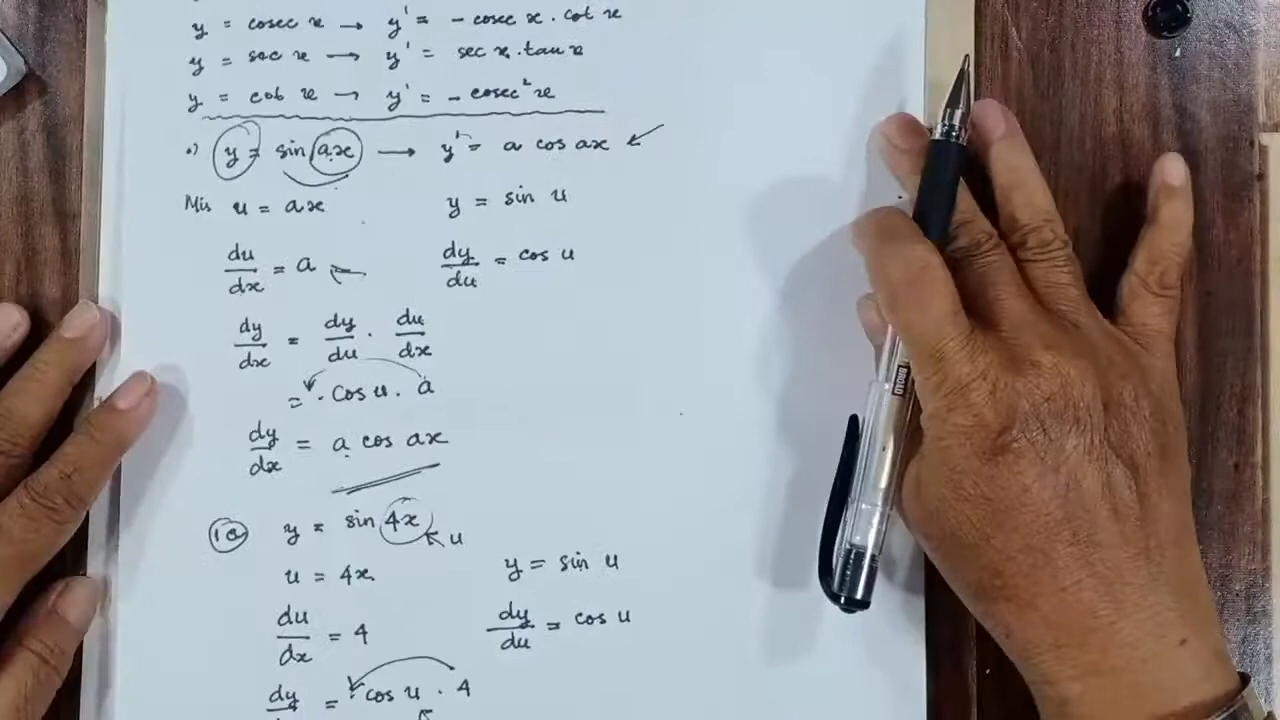 y = cosec x → y' = - cosec x . cot x
y = sec x → y' = sec x . tan x
y = cot x → y' = - cosec² x
y = sin ax → y' = a cos ax
Mis u = ax y = sin u
du/dx = a dy/du = cos u
dy/dx = dy/du . du/dx
= . cos u . a
dy/dx = a cos ax
1a y = sin 4x u
u = 4x y = sin u
du/dx = 4 dy/du = cos u
dy = cos u . 4
BROAD